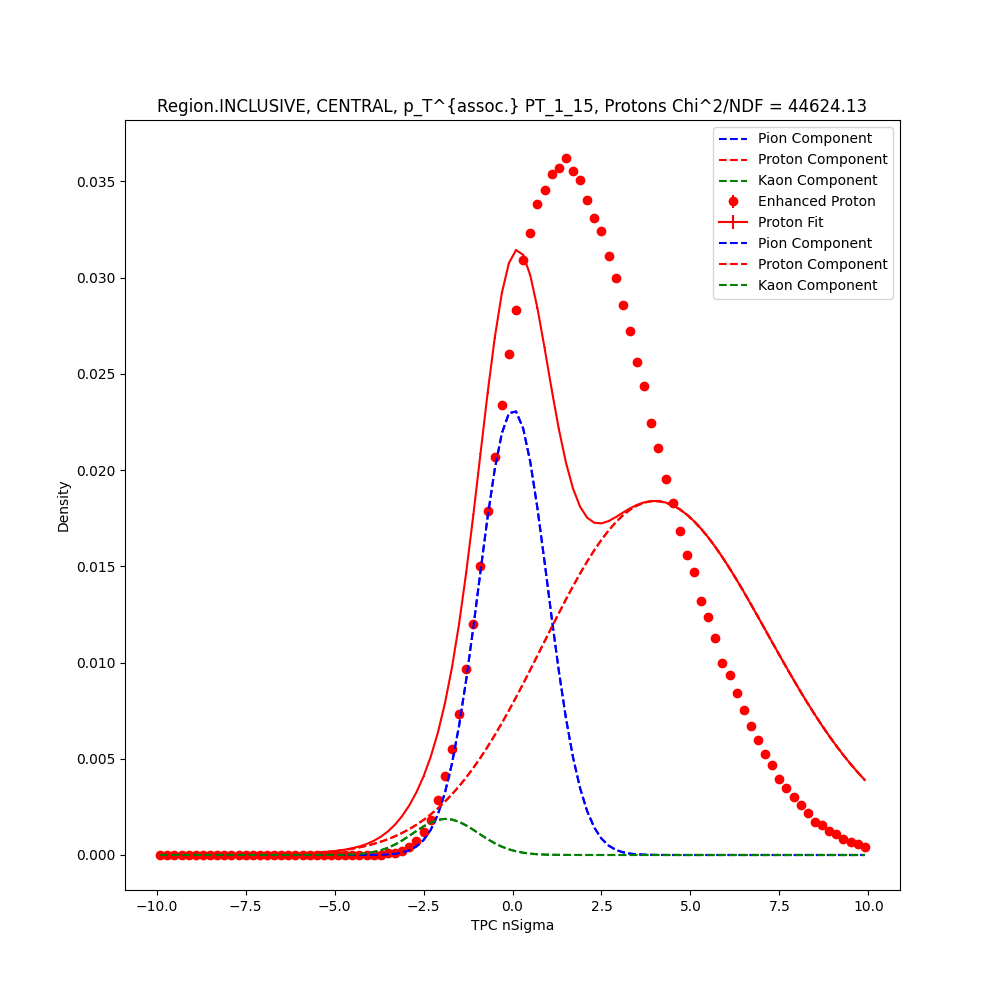 Region.INCLUSIVE, CENTRAL, p_T^{assoc.} PT_1_15, Protons Chi^2/NDF = 44624.13
Pion Component
Proton Component
Kaon Component
Enhanced Proton
Proton Fit
Pion Component
Proton Component
Kaon Component
0.035
0.030
0.025
0.020
0.015
0.010
0.005
0.000
Density
−10.0
−7.5
−5.0
−2.5
0.0
2.5
5.0
7.5
10.0
TPC nSigma